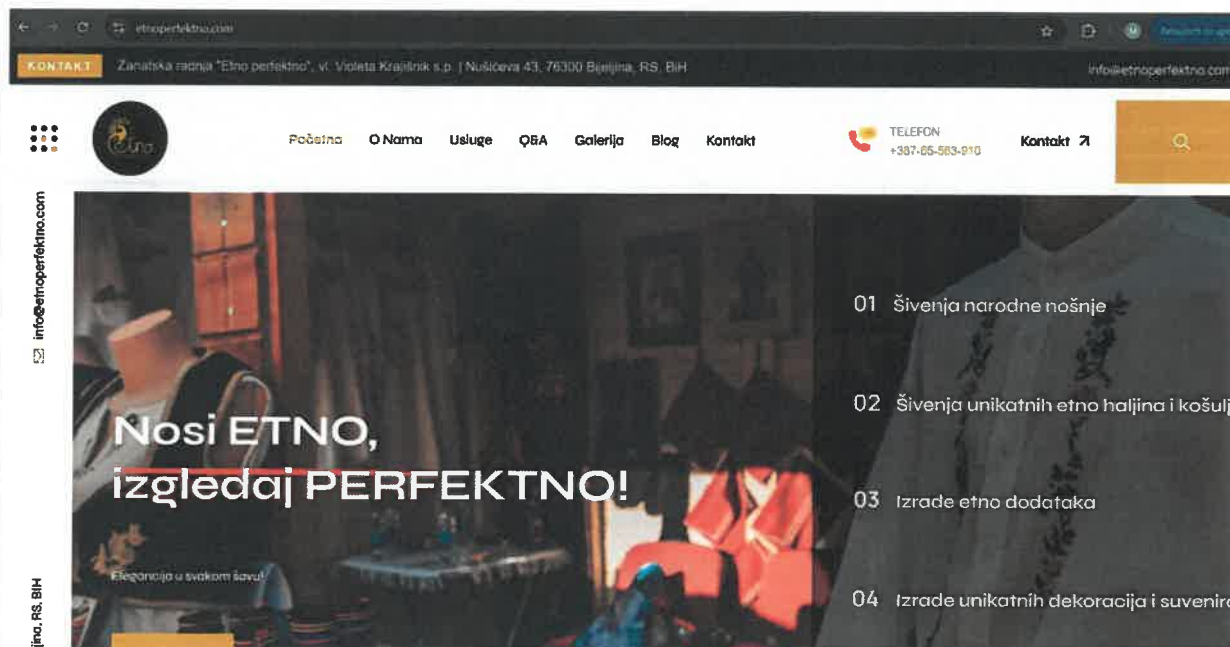 etnoperfektno.com
KONTAKT Zanatska radnja "Etno perfektno", vl. Violeta Krajišnik s.p. | Nušićeva 43, 76300 Bijeljina, RS, BiH info@etnoperfektno.com
Etno
Početna O Nama Usluge Q&A Galerija Blog Kontakt
TELEFON
+387-65-563-910
Kontakt
info@etnoperfektno.com
01 Šivenja narodne nošnje
02 Šivenja unikatnih etno haljina i košulj
03 Izrade etno dodataka
04 Izrade unikatnih dekoracija i suvenira
Nosi ETNO,
izgledaj PERFEKTNO!
Elegancija u svakom šavu!
jina, RS, BiH